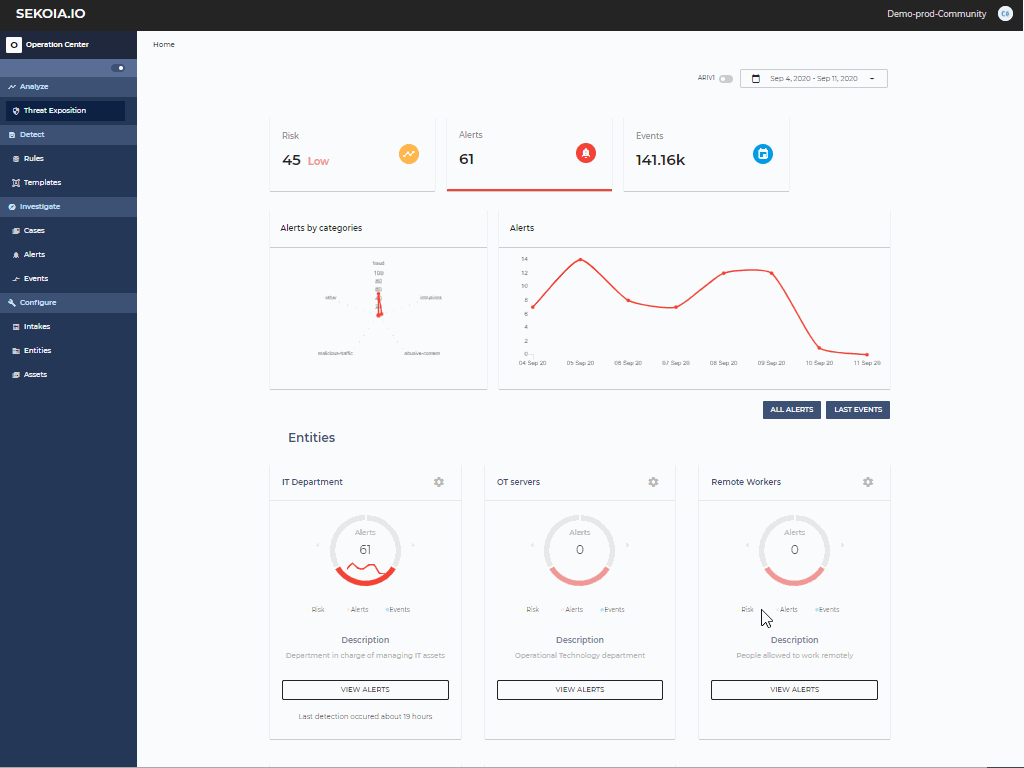 SEKOIA.IO
Demo-prod-Community
Operation Center
Home
Analyze
Threat Exposition
Detect
Rules
Templates
Investigate
Cases
Alerts
Events
Configure
Intakes
Entities
Assets
Sep 4, 2020 - Sep 11, 2020
Risk
45 Low
Alerts
61
Events
141.16k
Alerts by categories
fraud
100
80
60
other
intrusions
malicious-traffic
abusive-content
Alerts
14
12
10
8
6
4
2
0
04 Sep 20
05 Sep 20
06 Sep 20
07 Sep 20
08 Sep 20
09 Sep 20
10 Sep 20
11 Sep 20
ALL ALERTS
LAST EVENTS
Entities
IT Department
Alerts
61
Risk
Alerts
Events
Description
Department in charge of managing IT assets
VIEW ALERTS
Last detection occured about 19 hours
OT servers
Alerts
0
Risk
Alerts
Events
Description
Operational Technology department
VIEW ALERTS
Remote Workers
Alerts
0
Risk
Alerts
Events
Description
People allowed to work remotely
VIEW ALERTS